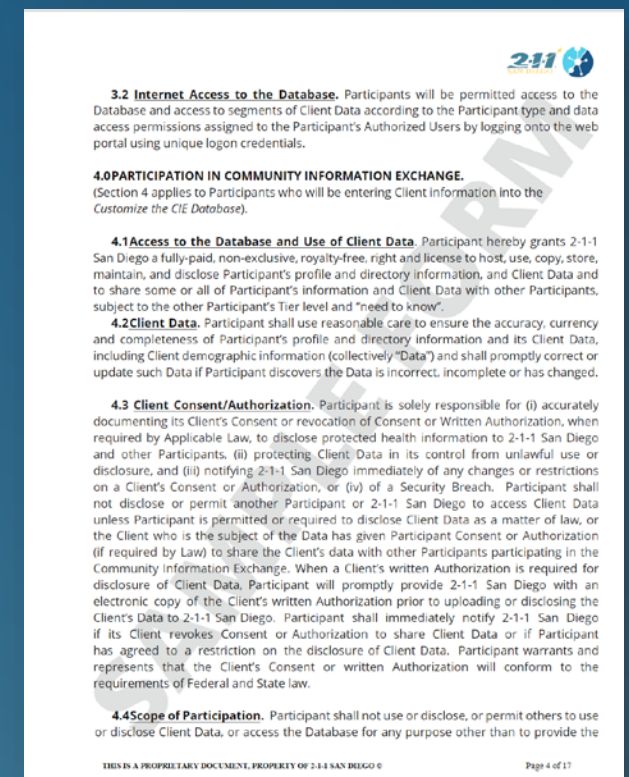 2-1-1
SAN DIEGO
3.2 Internet Access to the Database. Participants will be permitted access to the
Database and access to segments of Client Data according to the Participant type and data
access permissions assigned to the Participant's Authorized Users by logging onto the web
portal using unique logon credentials.
4.0PARTICIPATION IN COMMUNITY INFORMATION EXCHANGE.
(Section 4 applies to Participants who will be entering Client information into the
Customize the CIE Database).
4.1Access to the Database and Use of Client Data. Participant hereby grants 2-1-1
San Diego a fully-paid, non-exclusive, royalty-free, right and license to host, use, copy, store,
maintain, and disclose Participant's profile and directory information, and Client Data and
to share some or all of Participant's information and Client Data with other Participants,
subject to the other Participant's Tier level and "need to know".
4.2Client Data. Participant shall use reasonable care to ensure the accuracy, currency
and completeness of Participant's profile and directory information and its Client Data,
including Client demographic information (collectively "Data") and shall promptly correct or
update such Data if Participant discovers the Data is incorrect, incomplete or has changed.
4.3 Client Consent/Authorization. Participant is solely responsible for (i) accurately
documenting its Client's Consent or revocation of Consent or Written Authorization, when
required by Applicable Law, to disclose protected health information to 2-1-1 San Diego
and other Participants, (ii) protecting Client Data in its control from unlawful use or
disclosure, and (iii) notifying 2-1-1 San Diego immediately of any changes or restrictions
on a Client's Consent or Authorization, or (iv) of a Security Breach. Participant shall
not disclose or permit another Participant or 2-1-1 San Diego to access Client Data
unless Participant is permitted or required to disclose Client Data as a matter of law, or
the Client who is the subject of the Data has given Participant Consent or Authorization
(if required by Law) to share the Client's data with other Participants participating in the
Community Information Exchange. When a Client's written Authorization is required for
disclosure of Client Data, Participant will promptly provide 2-1-1 San Diego with an
electronic copy of the Client's written Authorization prior to uploading or disclosing the
Client's Data to 2-1-1 San Diego. Participant shall immediately notify 2-1-1 San Diego
if its Client revokes Consent or Authorization to share Client Data or if Participant
has agreed to a restriction on the disclosure of Client Data. Participant warrants and
represents that the Client's Consent or written Authorization will conform to the
requirements of Federal and State law.
4.4Scope of Participation. Participant shall not use or disclose, or permit others to use
or disclose Client Data, or access the Database for any purpose other than to provide the
THIS IS A PROPRIETARY DOCUMENT, PROPERTY OF 2-1-1 SAN DIEGO ©
Page 4 of 17
SAMPLE FORM